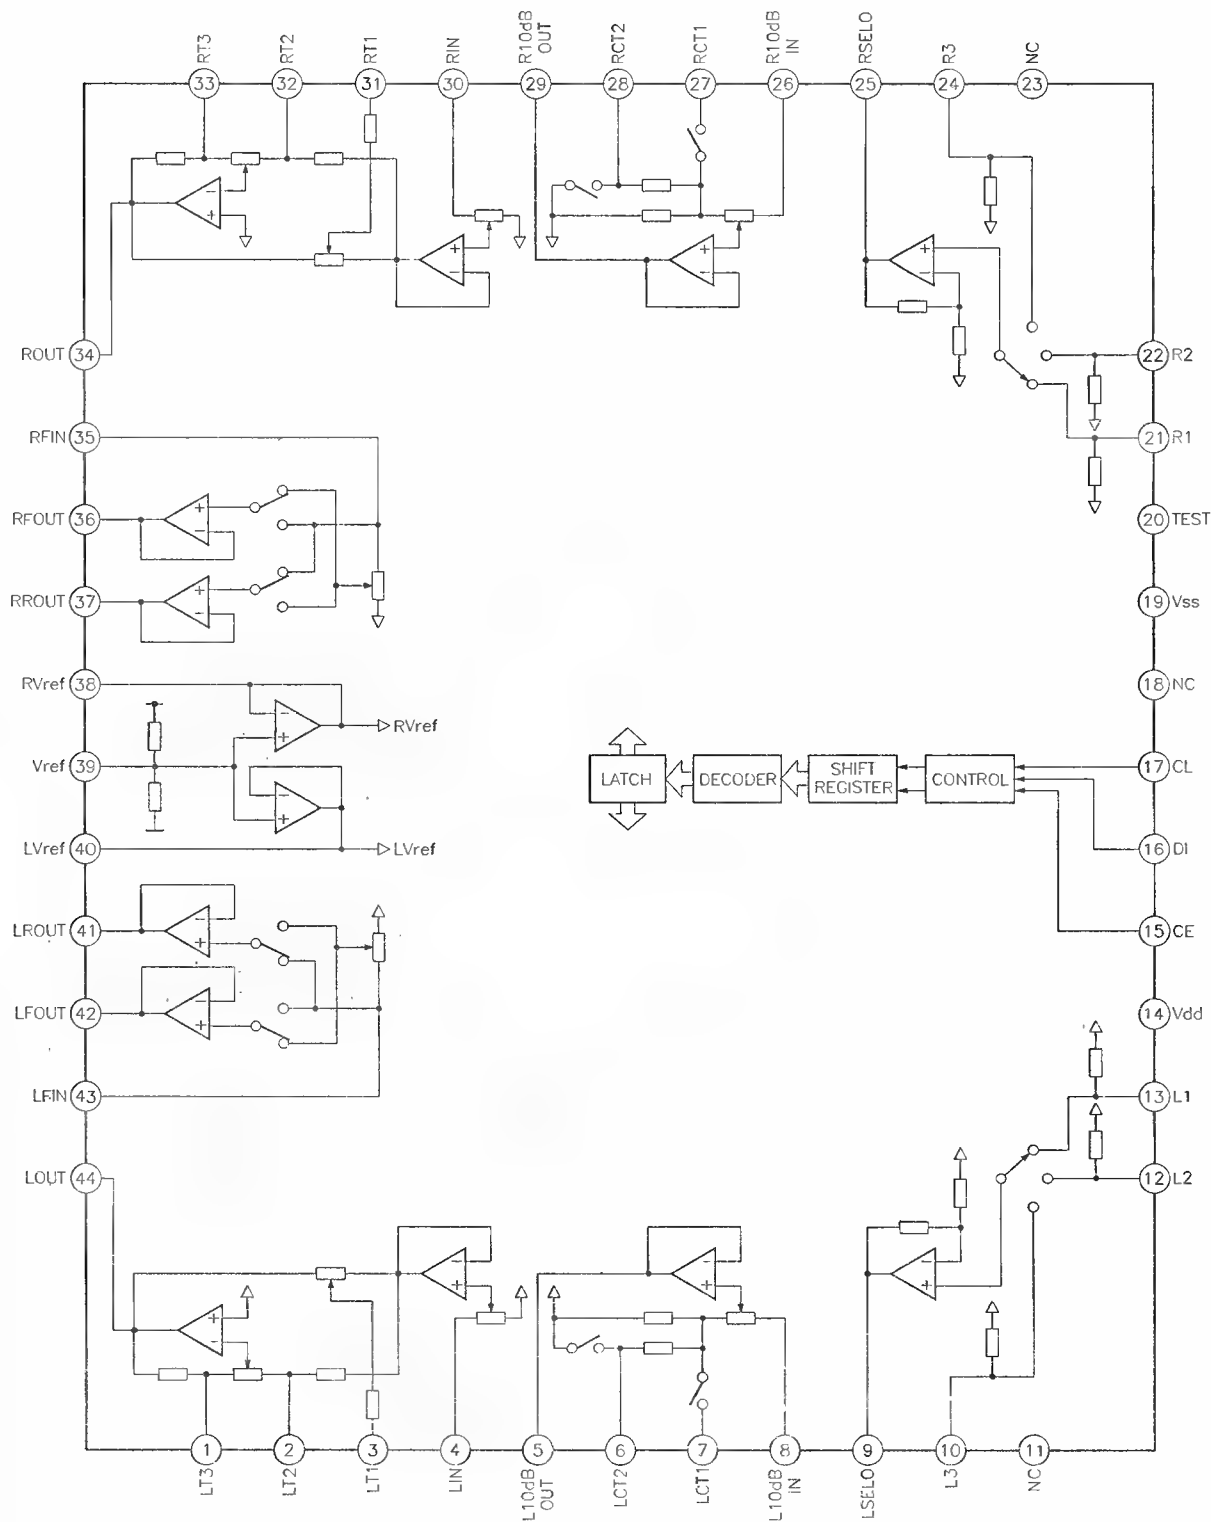 RT3
RT2
RT1
RIN
R10dB OUT
RCT2
RCT1
R10dB IN
RSELO
R3
NC
33
32
31
30
29
28
27
26
25
24
23
ROUT 34
22 R2
RFIN 35
21 R1
RFOUT 36
20 TEST
RROUT 37
19 Vss
RVref 38
18 NC
RVref
Vref 39
LATCH
DECODER
SHIFT REGISTER
CONTROL
17 CL
LVref 40
LVref
16 DI
LROUT 41
15 CE
LFOUT 42
14 Vdd
LFIN 43
13 L1
LOUT 44
12 L2
1
2
3
4
5
6
7
8
9
10
11
LT3
LT2
LT1
LIN
L10dB OUT
LCT2
LCT1
L10dB IN
LSELO
L3
NC